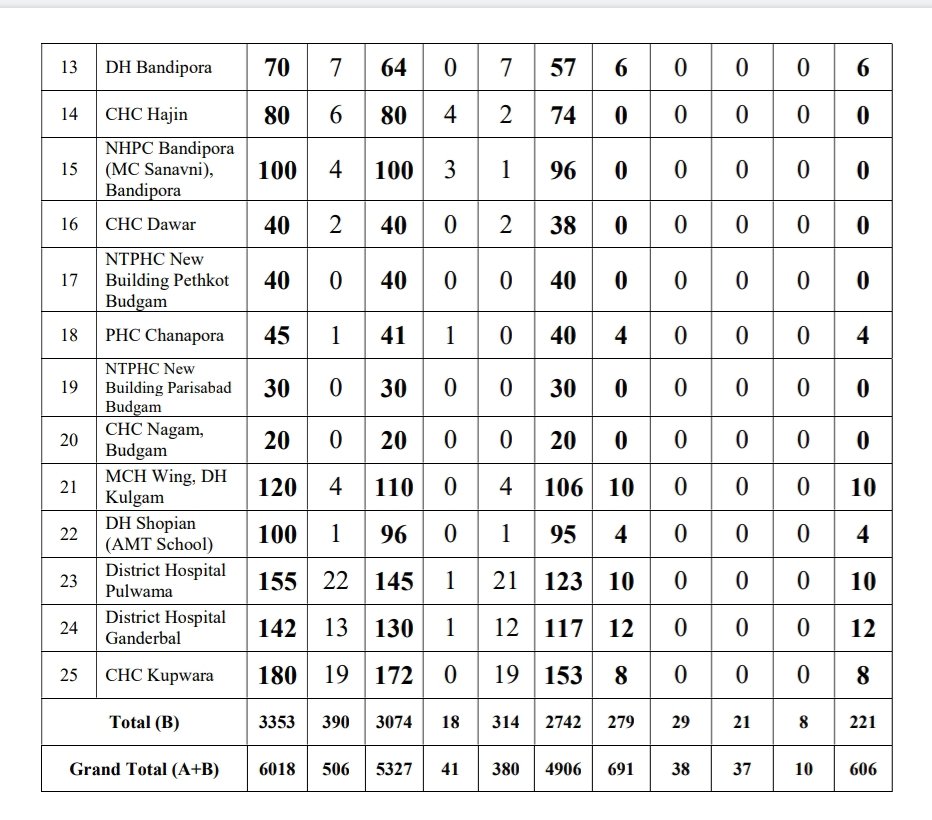 13 DH Bandipora 70 7 64 0 7 57 6 0 0 0 6
14 CHC Hajin 80 6 80 4 2 74 0 0 0 0 0
NHPC Bandipora
15 (MC Sanavni), 100 4 100 3 1 96 0 0 0 0 0
Bandipora
16 CHC Dawar 40 2 40 0 2 38 0 0 0 0 0
NTPHC New
17 Building Pethkot 40 0 40 0 0 40 0 0 0 0 0
Budgam
18 PHC Chanapora 45 1 41 1 0 40 4 0 0 0 4
NTPHC New
19 Building Parisabad 30 0 30 0 0 30 0 0 0 0 0
Budgam
20 CHC Nagam, 20 0 20 0 0 20 0 0 0 0 0
Budgam
21 MCH Wing, DH 120 4 110 0 4 106 10 0 0 0 10
Kulgam
22 DH Shopian 100 1 96 0 1 95 4 0 0 0 4
(AMT School)
23 District Hospital 155 22 145 1 21 123 10 0 0 0 10
Pulwama
24 District Hospital 142 13 130 1 12 117 12 0 0 0 12
Ganderbal
25 CHC Kupwara 180 19 172 0 19 153 8 0 0 0 8
Total (B) 3353 390 3074 18 314 2742 279 29 21 8 221
Grand Total (A+B) 6018 506 5327 41 380 4906 691 38 37 10 606